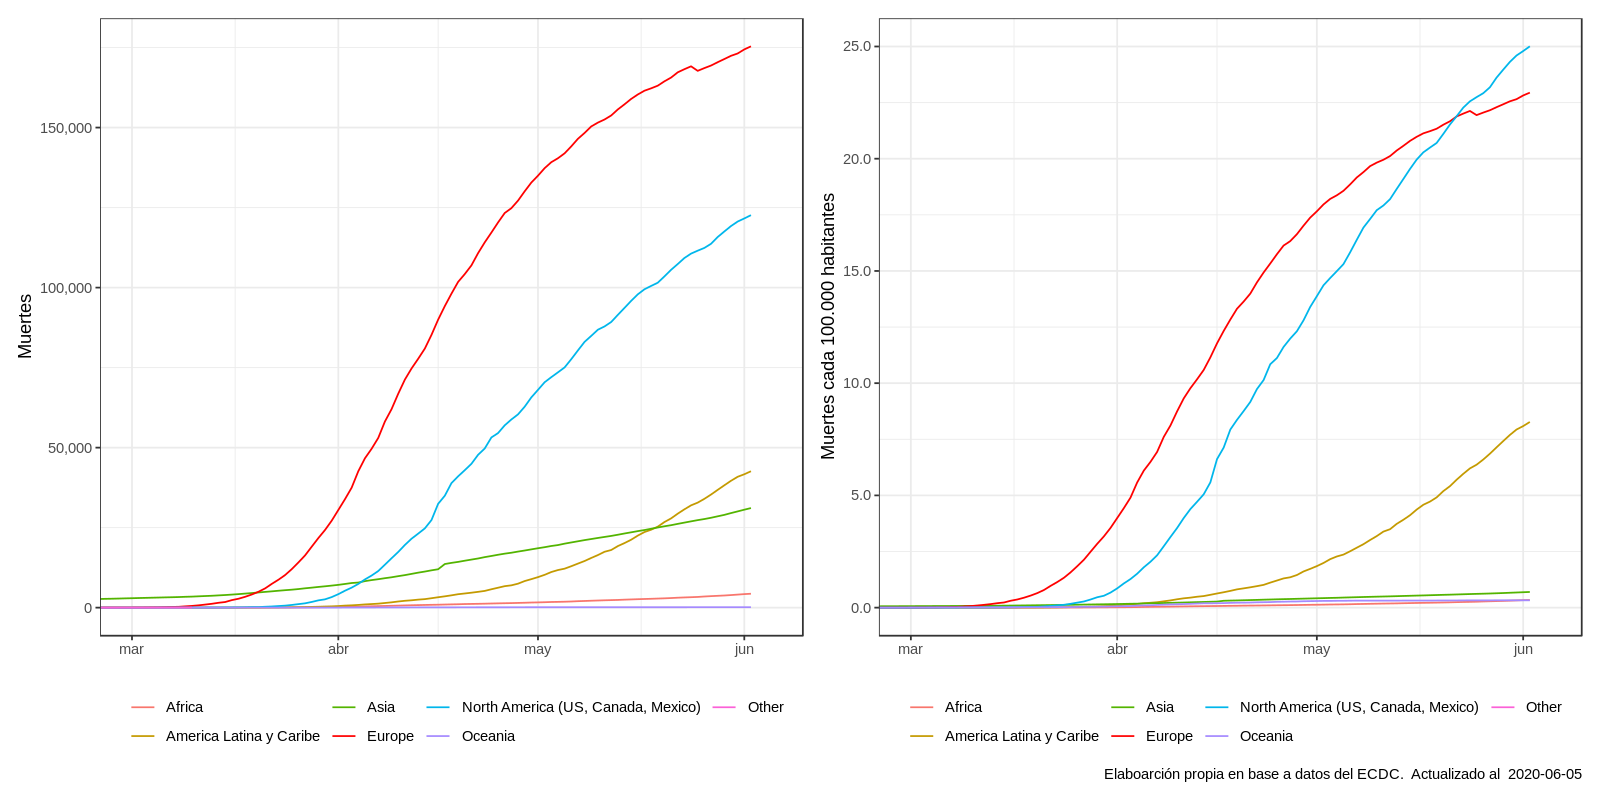 Muertes
150,000
100,000
50,000
0
mar abr may jun
Africa Asia North America (US, Canada, Mexico) Other
America Latina y Caribe Europe Oceania
Muertes cada 100.000 habitantes
25.0
20.0
15.0
10.0
5.0
0.0
mar abr may jun
Africa Asia North America (US, Canada, Mexico) Other
America Latina y Caribe Europe Oceania
Elaboarción propia en base a datos del ECDC. Actualizado al 2020-06-05